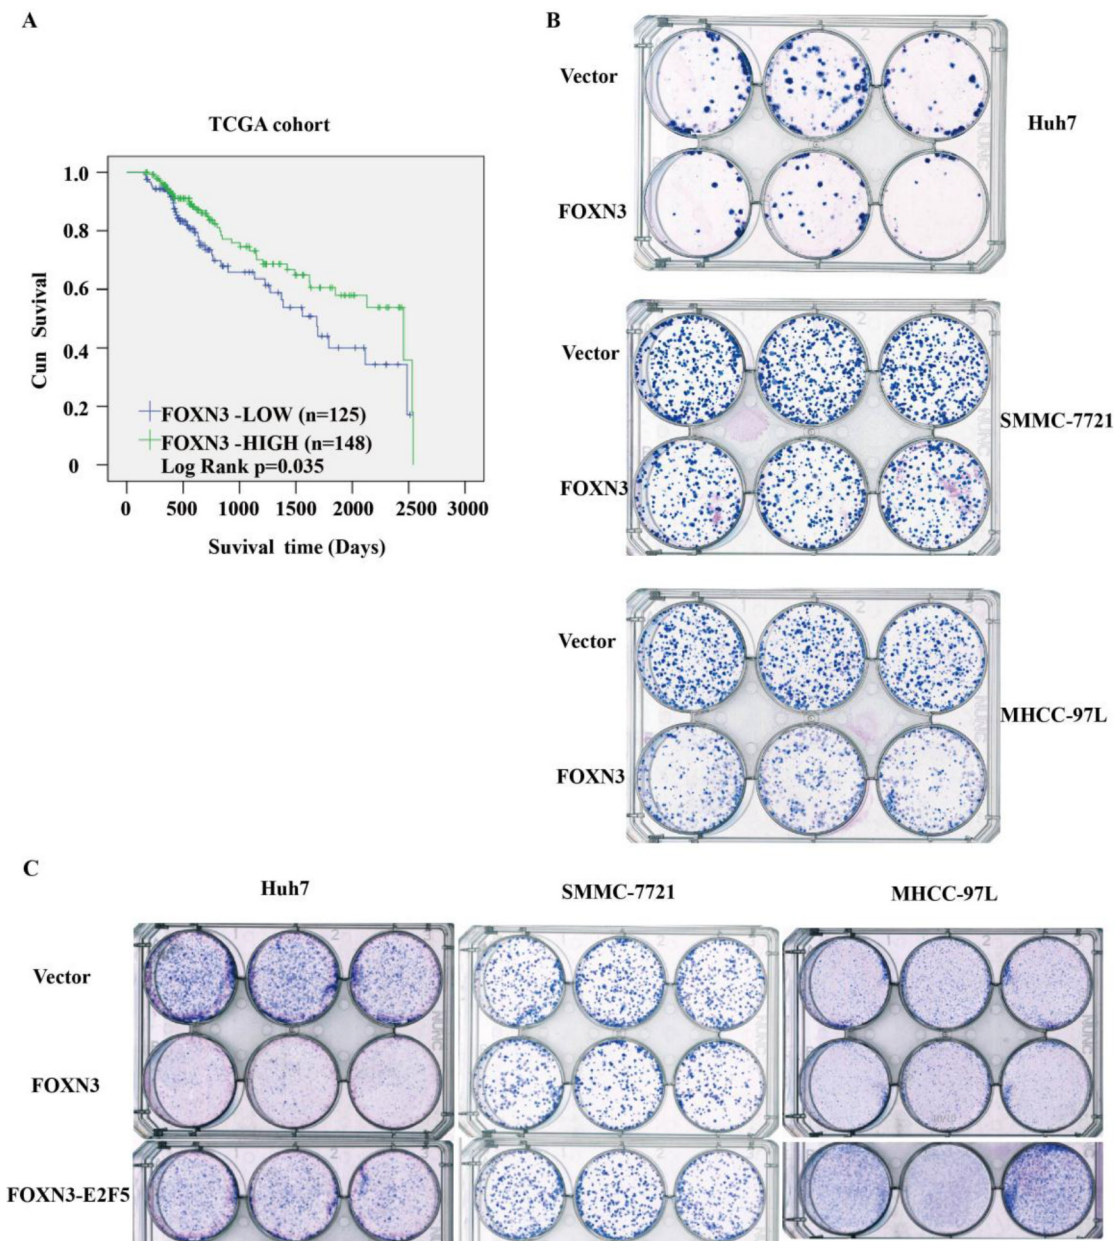 A
TCGA cohort
Cun Suvival
1.0
0.8
0.6
0.4
0.2
0
FOXN3 -LOW (n=125)
FOXN3 -HIGH (n=148)
Log Rank p=0.035
0 500 1000 1500 2000 2500 3000
Suvival time (Days)
B
Vector
FOXN3
Huh7
Vector
FOXN3
SMMC-7721
Vector
FOXN3
MHCC-97L
C
Huh7 SMMC-7721 MHCC-97L
Vector
FOXN3
FOXN3-E2F5